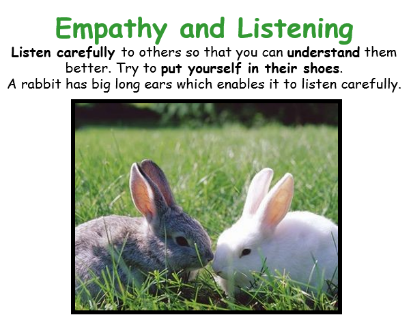 Empathy and Listening
Listen carefully to others so that you can understand them
better. Try to put yourself in their shoes.
A rabbit has big long ears which enables it to listen carefully.